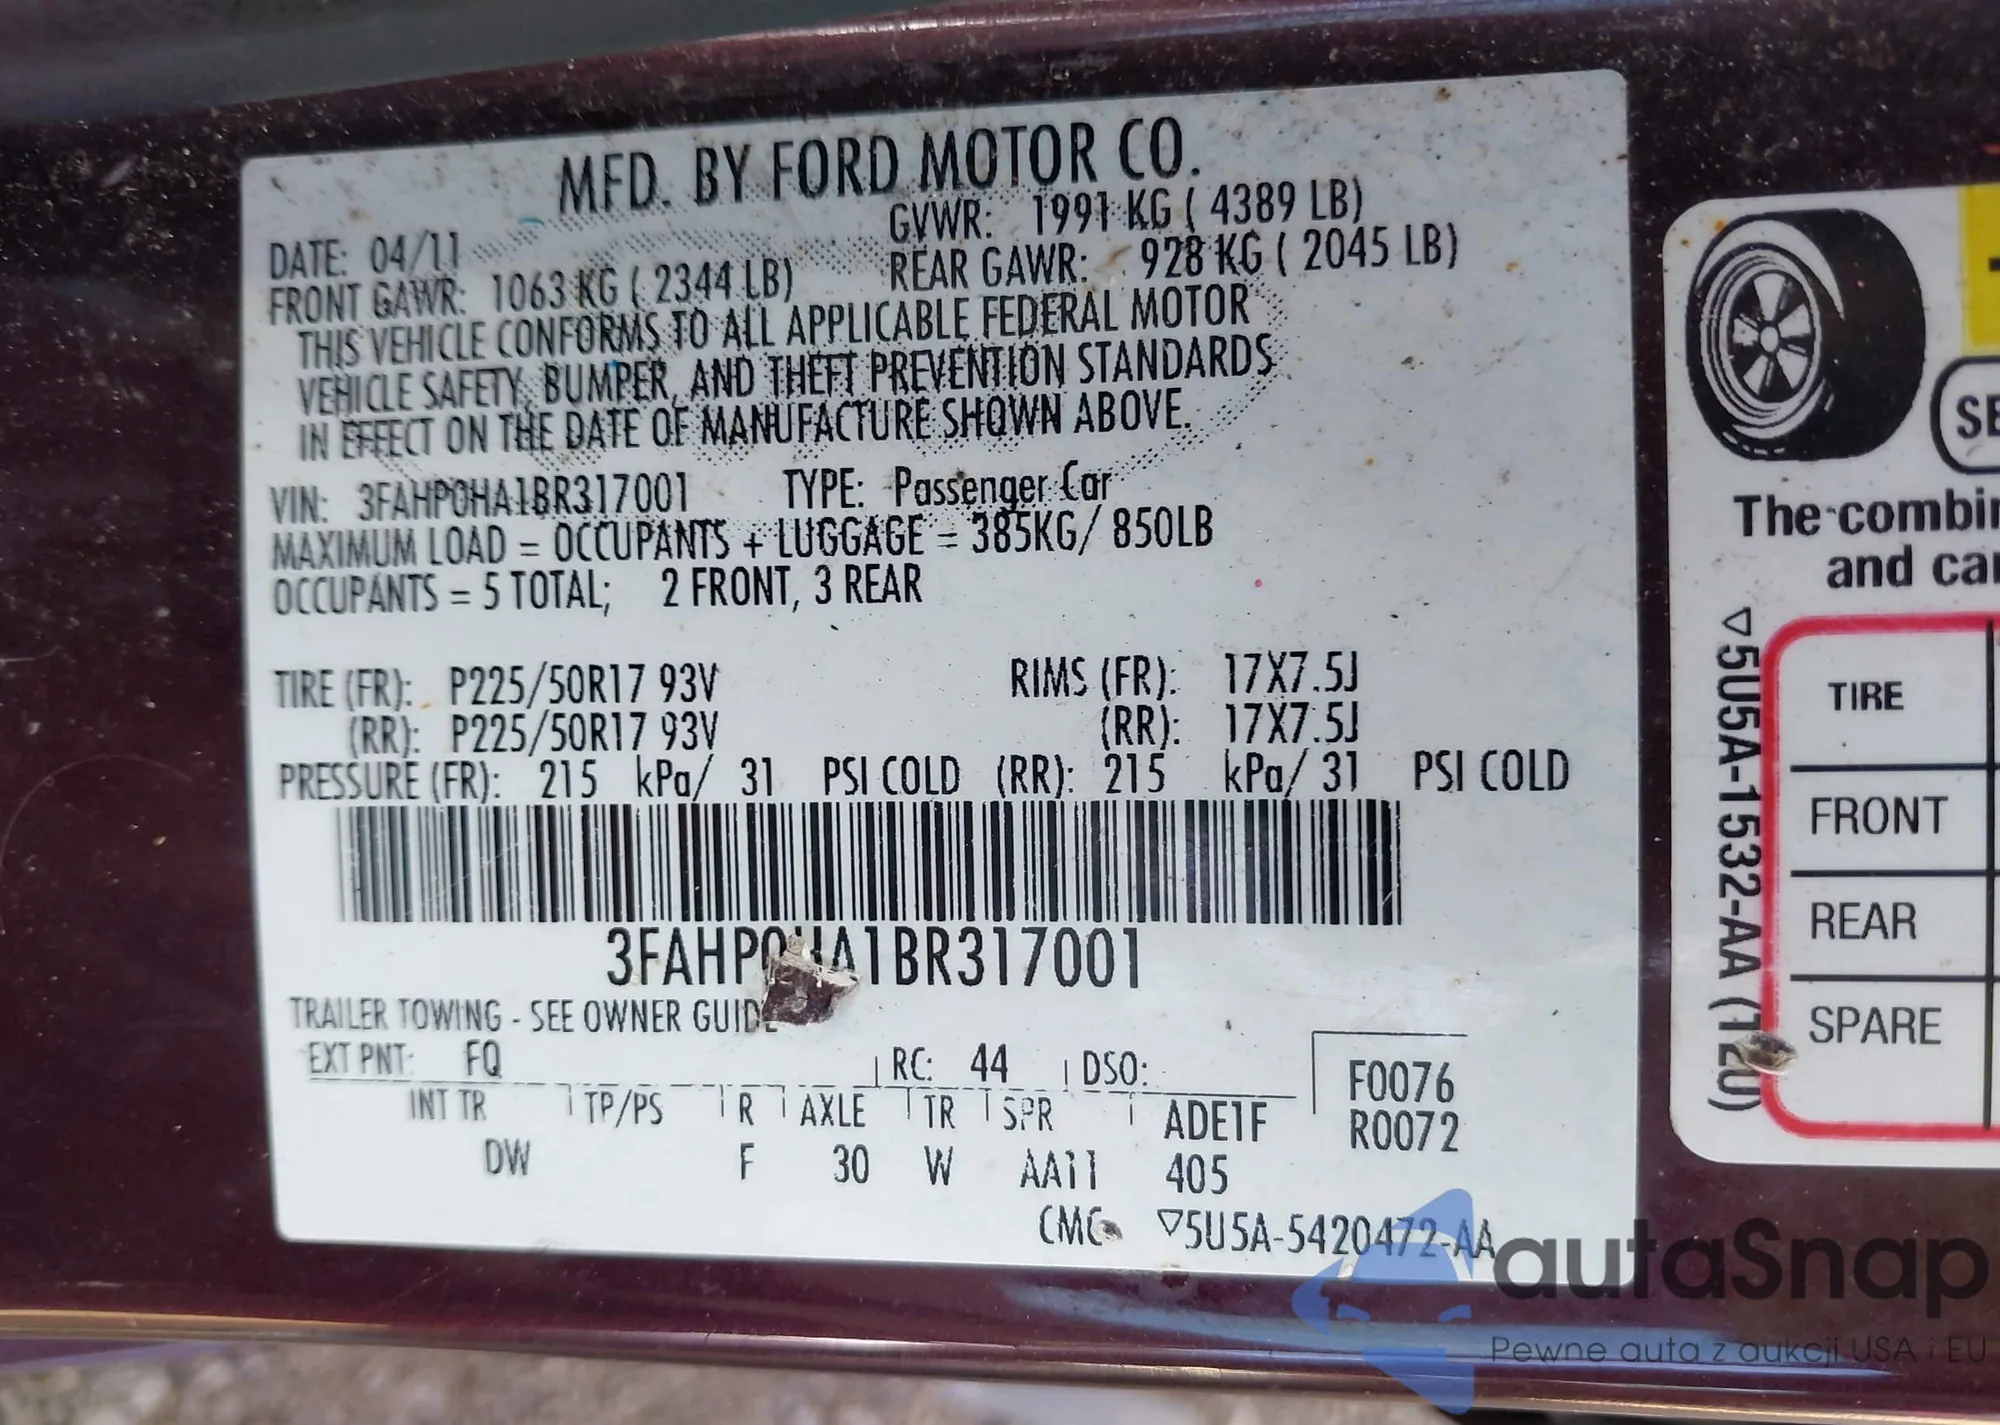 MFD. BY FORD MOTOR CO.
DATE: 04/11 GVWR: 1991 KG ( 4389 LB)
FRONT GAWR: 1063 KG ( 2344 LB) REAR GAWR: 928 KG ( 2045 LB)
THIS VEHICLE CONFORMS TO ALL APPLICABLE FEDERAL MOTOR
VEHICLE SAFETY, BUMPER, AND THEFT PREVENTION STANDARDS
IN EFFECT ON THE DATE OF MANUFACTURE SHOWN ABOVE.
VIN: 3FAHP0HA1BR317001 TYPE: Passenger Car
MAXIMUM LOAD = OCCUPANTS + LUGGAGE = 385KG/ 850LB
OCCUPANTS = 5 TOTAL; 2 FRONT, 3 REAR
TIRE (FR): P225/50R17 93V RIMS (FR): 17X7.5J
(RR): P225/50R17 93V (RR): 17X7.5J
PRESSURE (FR): 215 kPa/ 31 PSI COLD (RR): 215 kPa/ 31 PSI COLD
3FAHP0HA1BR317001
TRAILER TOWING - SEE OWNER GUIDE
EXT PNT: FQ RC: 44 DSO:
INT TR TP/PS R AXLE TR SPR ADE1F
DW F 30 W AA11 405
F0076
R0072
CMC ▽5U5A-5420472-AA
The combin
and car
▽5U5A-1532-AA (12U)
TIRE
FRONT
REAR
SPARE
autaSnap
Pewne auta z aukcji USA i EU